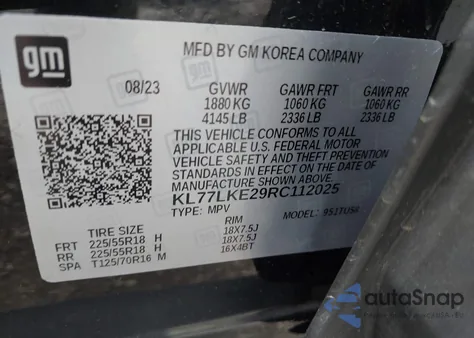 gm
MFD BY GM KOREA COMPANY
08/23 GVWR GAWR FRT GAWR RR
1880 KG 1060 KG 1060 KG
4145 LB 2336 LB 2336 LB
THIS VEHICLE CONFORMS TO ALL
APPLICABLE U.S. FEDERAL MOTOR
VEHICLE SAFETY AND THEFT PREVENTION
STANDARDS IN EFFECT ON THE DATE OF
MANUFACTURE SHOWN ABOVE.
KL77LKE29RC112025
TYPE: MPV MODEL: 9SITU58
TIRE SIZE RIM
FRT 225/55R18 H 18X7.5J
RR 225/55R18 H 18X7.5J
SPA T125/70R16 M 16X4BT
autoSnap